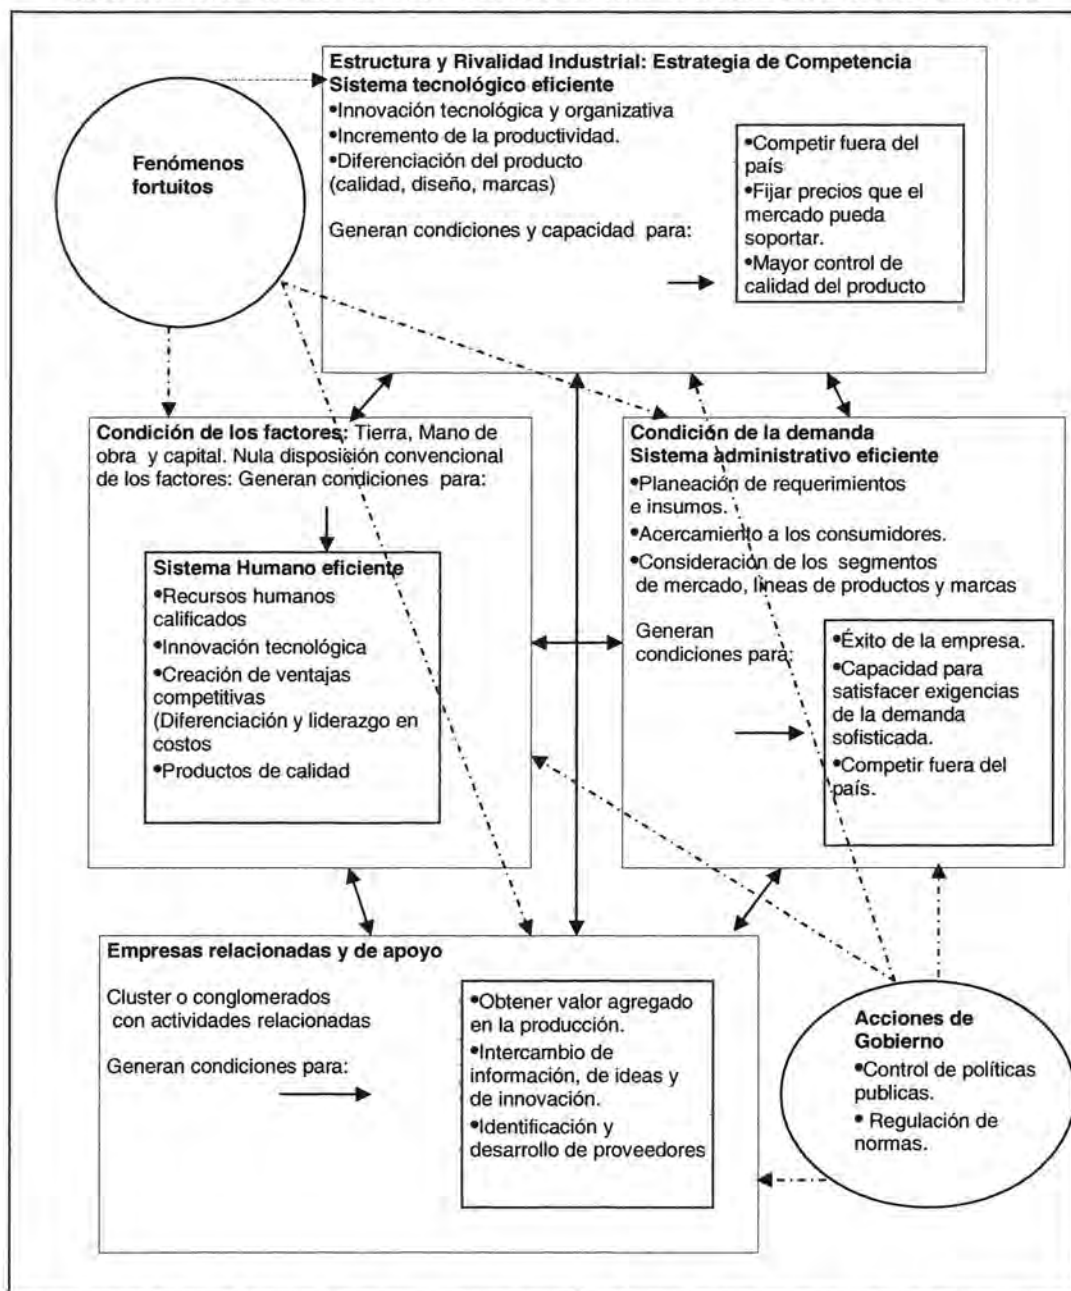 Estructura y Rivalidad Industrial: Estrategia de Competencia
Sistema tecnológico eficiente
•Innovación tecnológica y organizativa
•Incremento de la productividad.
•Diferenciación del producto
(calidad, diseño, marcas)
Generan condiciones y capacidad para:
•Competir fuera del
país
•Fijar precios que el
mercado pueda
soportar.
•Mayor control de
calidad del producto
Fenómenos
fortuitos
Condición de los factores: Tierra, Mano de
obra y capital. Nula disposición convencional
de los factores: Generan condiciones para:
Sistema Humano eficiente
•Recursos humanos
calificados
•Innovación tecnológica
•Creación de ventajas
competitivas
(Diferenciación y liderazgo en
costos
•Productos de calidad
Condición de la demanda
Sistema administrativo eficiente
•Planeación de requerimientos
e insumos.
•Acercamiento a los consumidores.
•Consideración de los segmentos
de mercado, líneas de productos y marcas
Generan
condiciones para:
•Éxito de la empresa.
•Capacidad para
satisfacer exigencias
de la demanda
sofisticada.
•Competir fuera del
país.
Empresas relacionadas y de apoyo
Cluster o conglomerados
con actividades relacionadas
Generan condiciones para:
•Obtener valor agregado
en la producción.
•Intercambio de
información, de ideas y
de innovación.
•Identificación y
desarrollo de proveedores
Acciones de
Gobierno
•Control de políticas
publicas.
• Regulación de
normas.